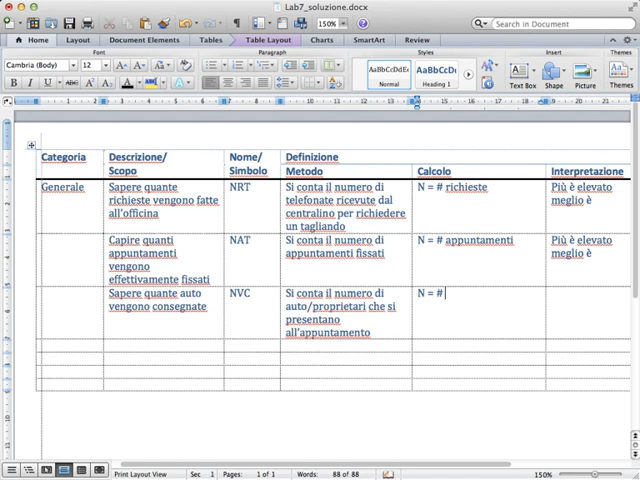 Lab7_soluzione.docx
150%
Search in Document
Home Layout Document Elements Tables Table Layout Charts SmartArt Review
Font Paragraph Styles Insert Themes
Cambria (Body) 12
Normal Heading 1 Text Box Shape Picture Themes
Categoria Descrizione/ Nome/ Definizione
Scopo Simbolo Metodo Calcolo Interpretazione
Generale Sapere quante NRT Si conta il numero di N = # richieste Più è elevato
richieste vengono fatte telefonate ricevute dal meglio è
all'officina centralino per richiedere
un tagliando
Capire quanti NAT Si conta il numero di N = # appuntamenti Più è elevato
appuntamenti appuntamenti fissati meglio è
vengono
effettivamente fissati
Sapere quante auto NVC Si conta il numero di N = #
vengono consegnate auto/proprietari che si
presentano
all'appuntamento
Print Layout View Sec 1 Pages: 1 of 1 Words: 88 of 88 150%